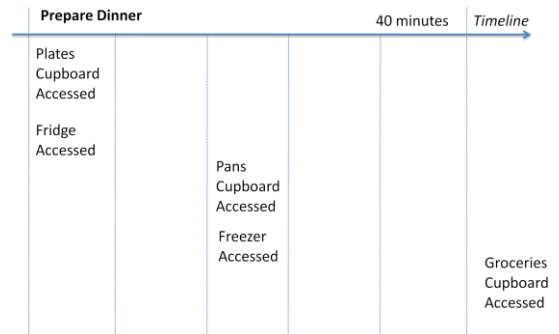 Prepare Dinner
40 minutes
Timeline
Plates
Cupboard
Accessed
Fridge
Accessed
Pans
Cupboard
Accessed
Freezer
Accessed
Groceries
Cupboard
Accessed